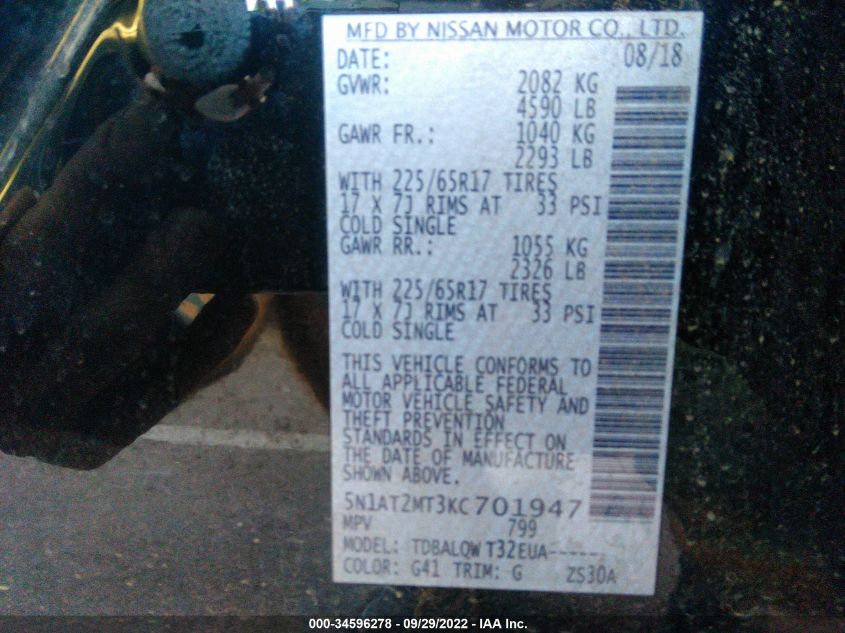 MFD BY NISSAN MOTOR CO., LTD.
DATE: 08/18
GVWR: 2082 KG
4590 LB
GAWR FR.: 1040 KG
2293 LB
WITH 225/65R17 TIRES
17 X 7J RIMS AT 33 PSI
COLD SINGLE
GAWR RR.: 1055 KG
2326 LB
WITH 225/65R17 TIRES
17 X 7J RIMS AT 33 PSI
COLD SINGLE
THIS VEHICLE CONFORMS TO
ALL APPLICABLE FEDERAL
MOTOR VEHICLE SAFETY AND
THEFT PREVENTION
STANDARDS IN EFFECT ON
THE DATE OF MANUFACTURE
SHOWN ABOVE.
5N1AT2MT3KC701947
MPV 799
MODEL: TDBALQW T32EUA-----
COLOR: G41 TRIM: G ZS30A
000-34596278 - 09/29/2022 - IAA Inc.